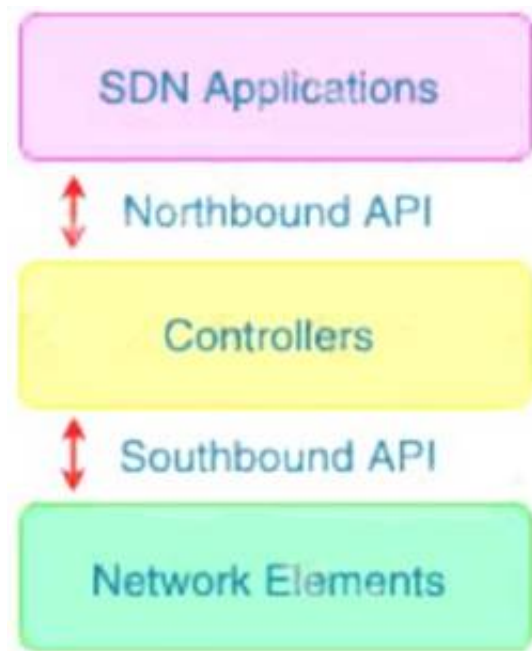 SDN Applications
Northbound API
Controllers
Southbound API
Network Elements